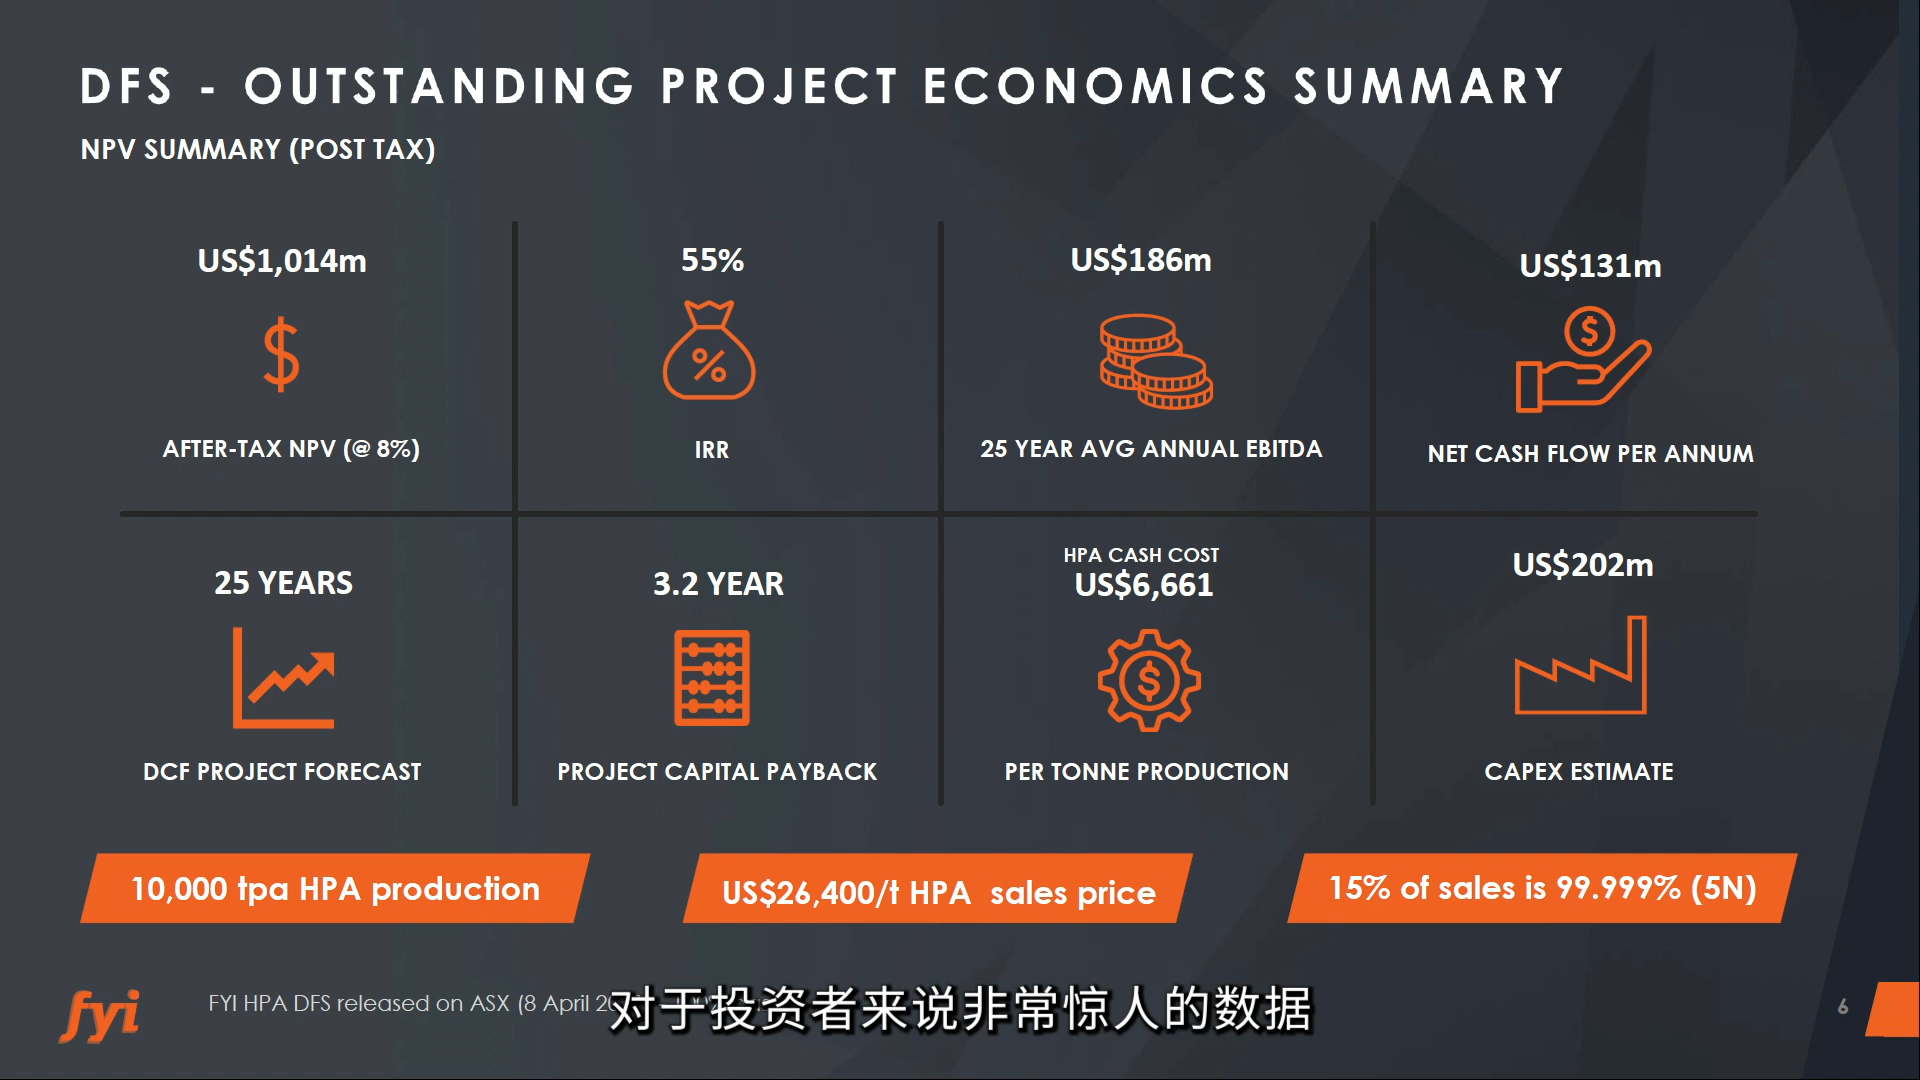 DFS - OUTSTANDING PROJECT ECONOMICS SUMMARY
NPV SUMMARY (POST TAX)
US$1,014m
$
AFTER-TAX NPV (@ 8%)
55%
%
IRR
US$186m
25 YEAR AVG ANNUAL EBITDA
US$131m
$
NET CASH FLOW PER ANNUM
25 YEARS
DCF PROJECT FORECAST
3.2 YEAR
PROJECT CAPITAL PAYBACK
HPA CASH COST
US$6,661
$
PER TONNE PRODUCTION
US$202m
CAPEX ESTIMATE
10,000 tpa HPA production
US$26,400/t HPA sales price
15% of sales is 99.999% (5N)
fyi
FYI HPA DFS released on ASX (8 April
对于投资者来说非常惊人的数据
6